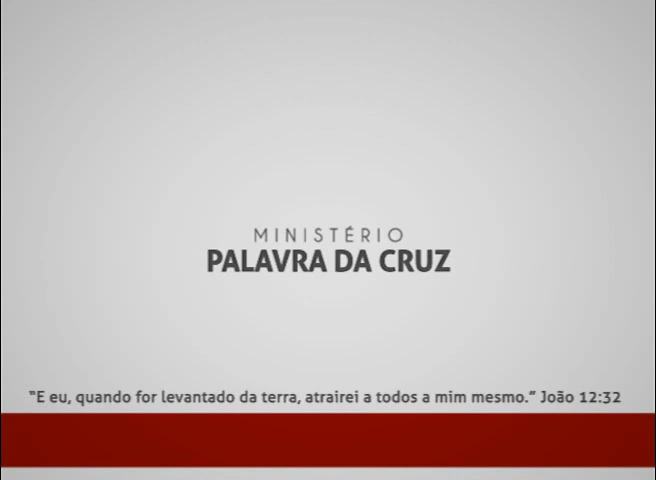 MINISTÉRIO
PALAVRA DA CRUZ
“E eu, quando for levantado da terra, atrairei a todos a mim mesmo.” João 12:32